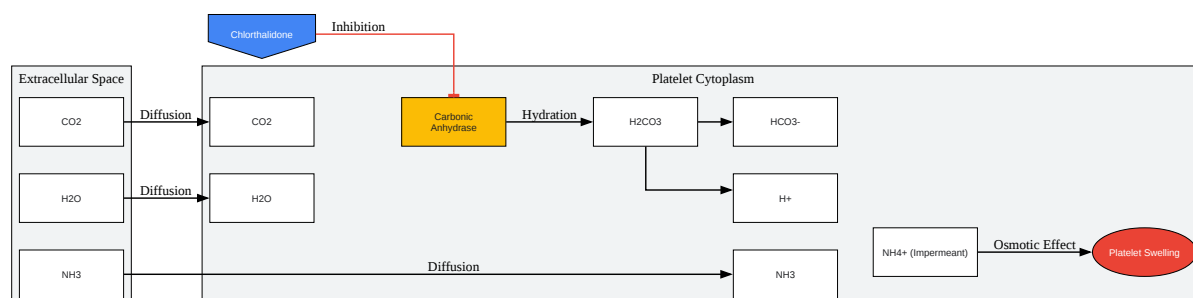 Chlorthalidone
Inhibition
Extracellular Space
Platelet Cytoplasm
CO2
Diffusion
CO2
Carbonic
Anhydrase
Hydration
H2CO3
HCO3-
H2O
Diffusion
H2O
H+
NH4+ (Impermeant)
Osmotic Effect
Platelet Swelling
NH3
Diffusion
NH3